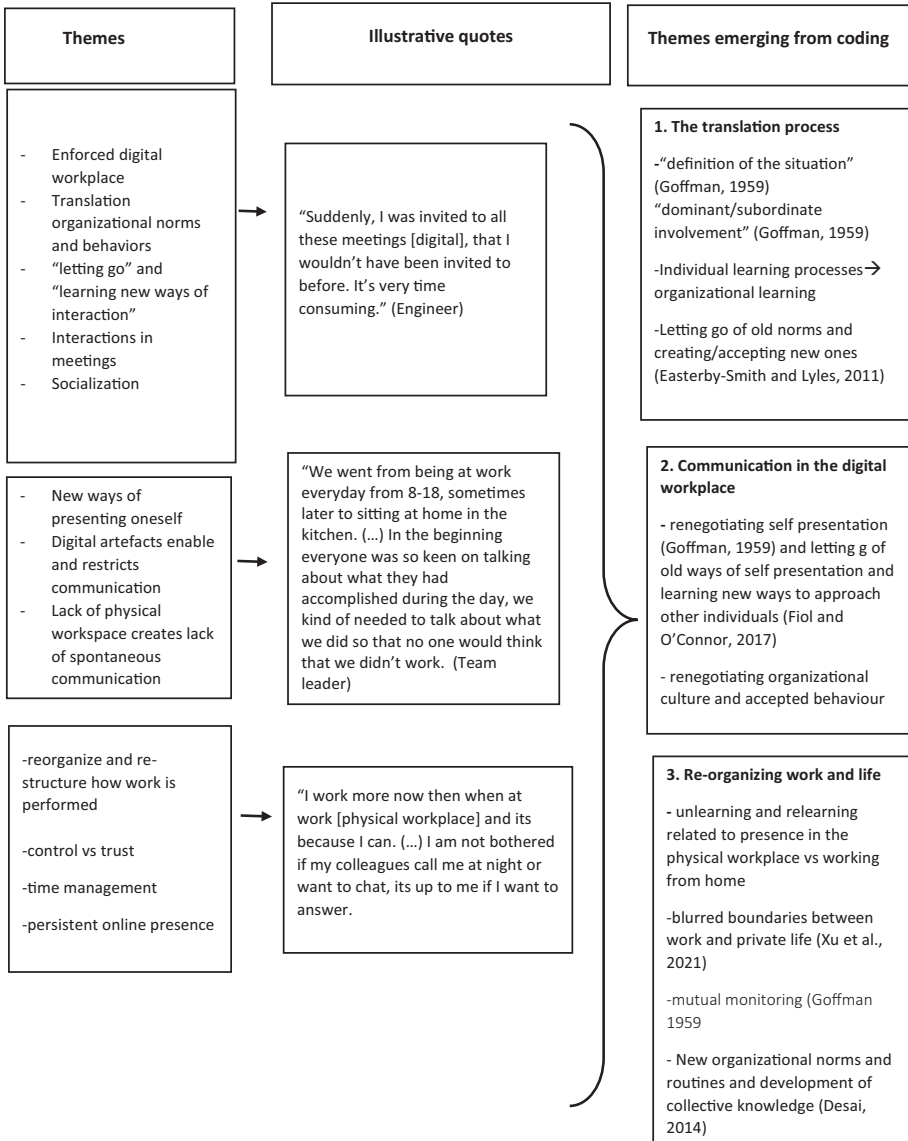 Themes
Illustrative quotes
Themes emerging from coding
- Enforced digital
workplace
- Translation
organizational norms
and behaviors
- “letting go” and
“learning new ways of
interaction”
- Interactions in
meetings
- Socialization
“Suddenly, I was invited to all
these meetings [digital], that I
wouldn’t have been invited to
before. It’s very time
consuming.” (Engineer)
1. The translation process
-“definition of the situation”
(Goffman, 1959)
“dominant/subordinate
involvement” (Goffman, 1959)
-Individual learning processes→
organizational learning
-Letting go of old norms and
creating/accepting new ones
(Easterby-Smith and Lyles, 2011)
- New ways of
presenting oneself
- Digital artefacts enable
and restricts
communication
- Lack of physical
workspace creates lack
of spontaneous
communication
“We went from being at work
everyday from 8-18, sometimes
later to sitting at home in the
kitchen. (...) In the beginning
everyone was so keen on talking
about what they had
accomplished during the day, we
kind of needed to talk about what
we did so that no one would think
that we didn’t work. (Team
leader)
2. Communication in the digital
workplace
- renegotiating self presentation
(Goffman, 1959) and letting g of
old ways of self presentation and
learning new ways to approach
other individuals (Fiol and
O’Connor, 2017)
- renegotiating organizational
culture and accepted behaviour
-reorganize and re-
structure how work is
performed
-control vs trust
-time management
-persistent online presence
“I work more now then when at
work [physical workplace] and its
because I can. (...) I am not bothered
if my colleagues call me at night or
want to chat, its up to me if I want to
answer.
3. Re-organizing work and life
- unlearning and relearning
related to presence in the
physical workplace vs working
from home
-blurred boundaries between
work and private life (Xu et al.,
2021)
-mutual monitoring (Goffman
1959
- New organizational norms and
routines and development of
collective knowledge (Desai,
2014)